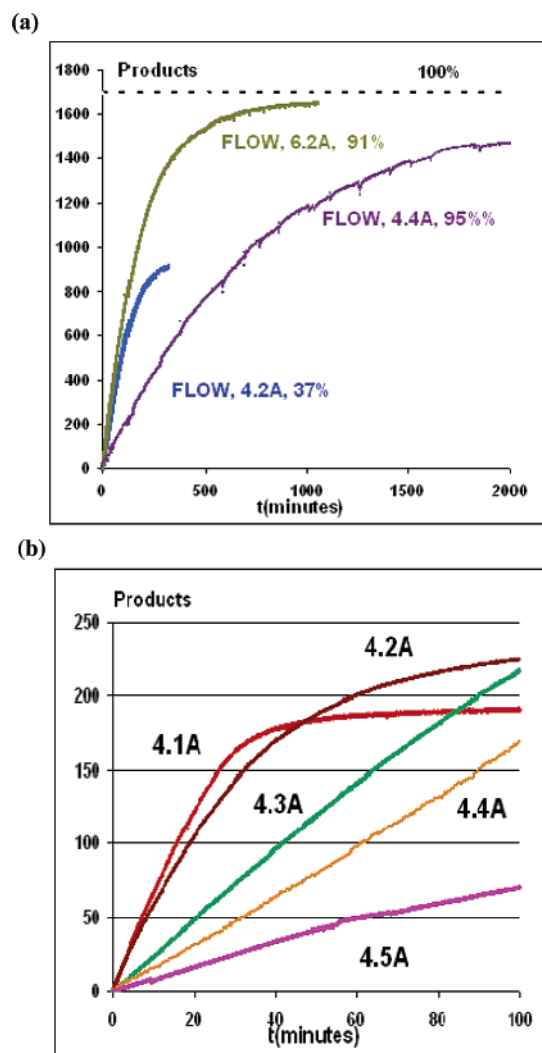 (a)
Products
100%
1800
1600
1400
1200
1000
800
600
400
200
0
FLOW, 6.2A, 91%
FLOW, 4.4A, 95%%
FLOW, 4.2A, 37%
0
500
1000
1500
2000
t(minutes)
(b)
Products
250
200
150
100
50
0
4.2A
4.1A
4.3A
4.4A
4.5A
0
20
40
60
80
100
t(minutes)